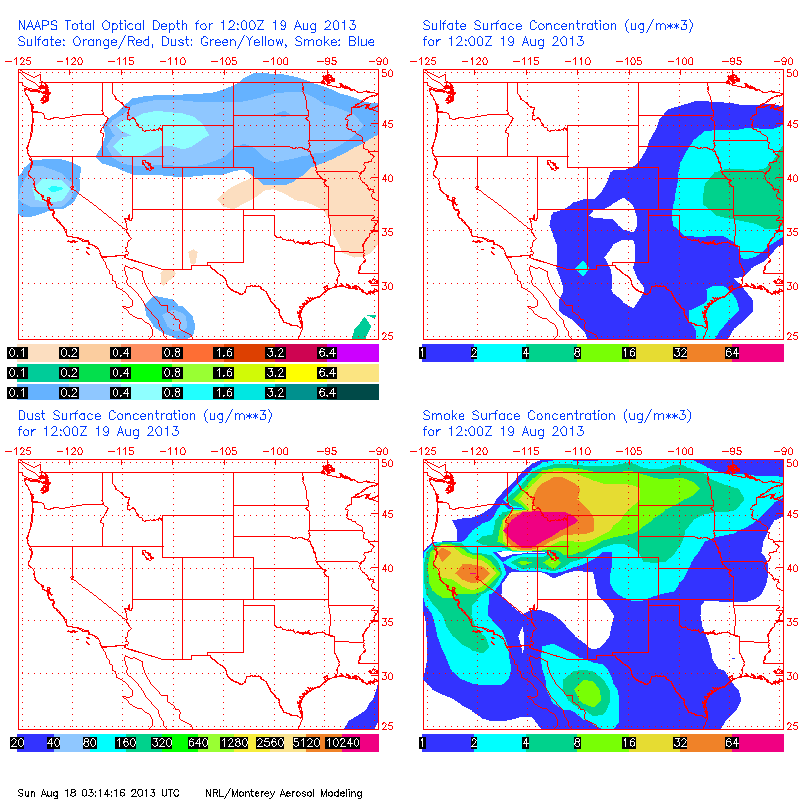 NAAPS Total Optical Depth for 12:00Z 19 Aug 2013
Sulfate: Orange/Red, Dust: Green/Yellow, Smoke: Blue
-125 -120 -115 -110 -105 -100 -95 -90
50
45
40
35
30
25
0.1 0.2 0.4 0.8 1.6 3.2 6.4
0.1 0.2 0.4 0.8 1.6 3.2 6.4
0.1 0.2 0.4 0.8 1.6 3.2 6.4
Sulfate Surface Concentration (ug/m**3)
for 12:00Z 19 Aug 2013
-125 -120 -115 -110 -105 -100 -95 -90
50
45
40
35
30
25
1 2 4 8 16 32 64
Dust Surface Concentration (ug/m**3)
for 12:00Z 19 Aug 2013
-125 -120 -115 -110 -105 -100 -95 -90
50
45
40
35
30
25
20 40 80 160 320 640 1280 2560 5120 10240
Smoke Surface Concentration (ug/m**3)
for 12:00Z 19 Aug 2013
-125 -120 -115 -110 -105 -100 -95 -90
50
45
40
35
30
25
1 2 4 8 16 32 64
Sun Aug 18 03:14:16 2013 UTC NRL/Monterey Aerosol Modeling